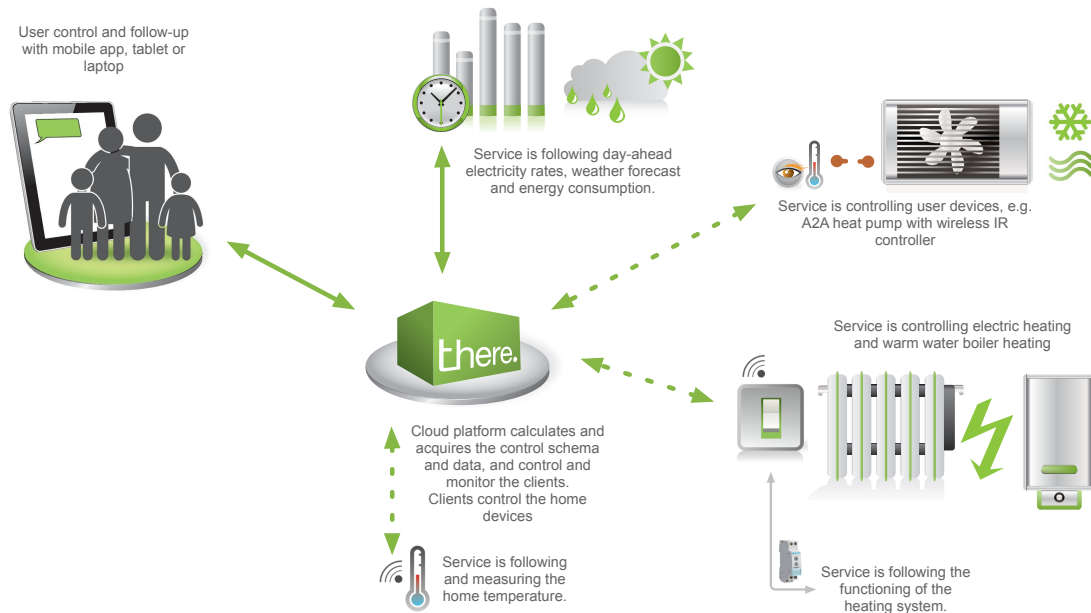 User control and follow-up
with mobile app, tablet or
laptop
Service is following day-ahead
electricity rates, weather forecast
and energy consumption.
Service is controlling user devices, e.g.
A2A heat pump with wireless IR
controller
there.
Service is controlling electric heating
and warm water boiler heating
Cloud platform calculates and
acquires the control schema
and data, and control and
monitor the clients.
Clients control the home
devices
Service is following
and measuring the
home temperature.
Service is following the
functioning of the
heating system.